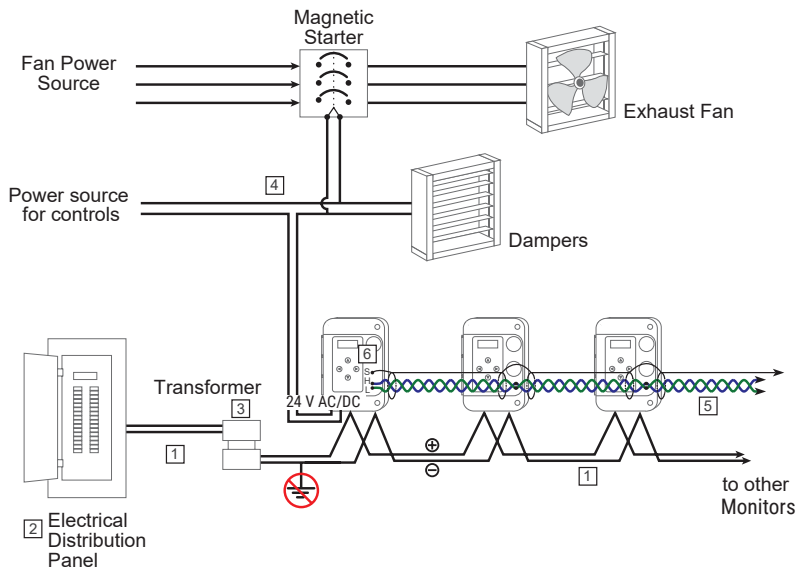 Magnetic
Starter
Fan Power
Source
Exhaust Fan
4
Power source
for controls
Dampers
6
S
H
L
Transformer
3
24 V AC/DC
5
1
⊕
⊖
1
to other
Monitors
2 Electrical
Distribution
Panel